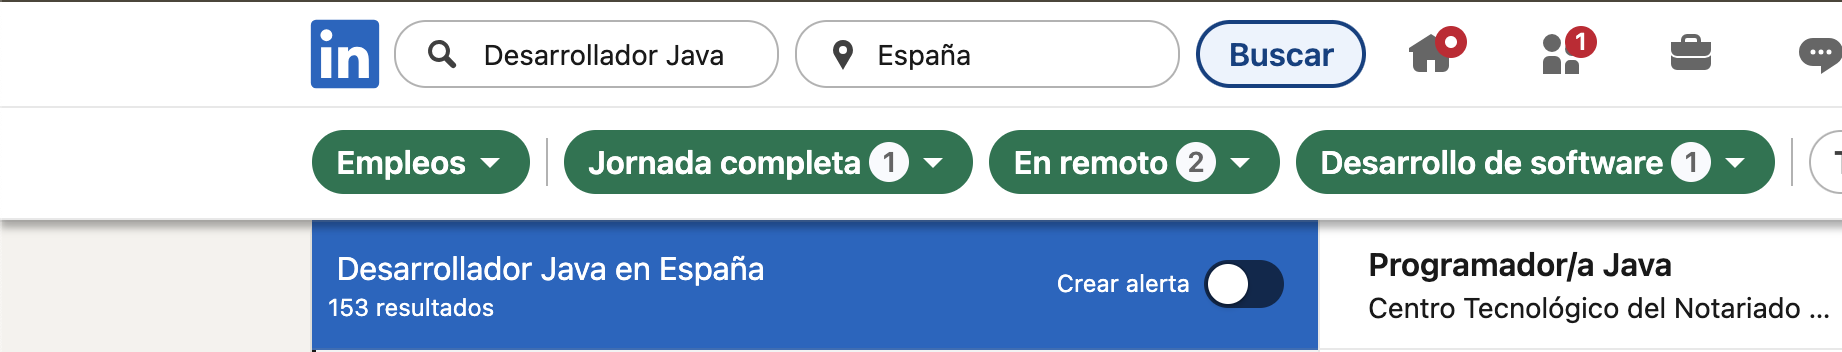 in Desarrollador Java España Buscar 1
Empleos Jornada completa 1 En remoto 2 Desarrollo de software 1
Desarrollador Java en España
153 resultados
Crear alerta
Programador/a Java
Centro Tecnológico del Notariado ...